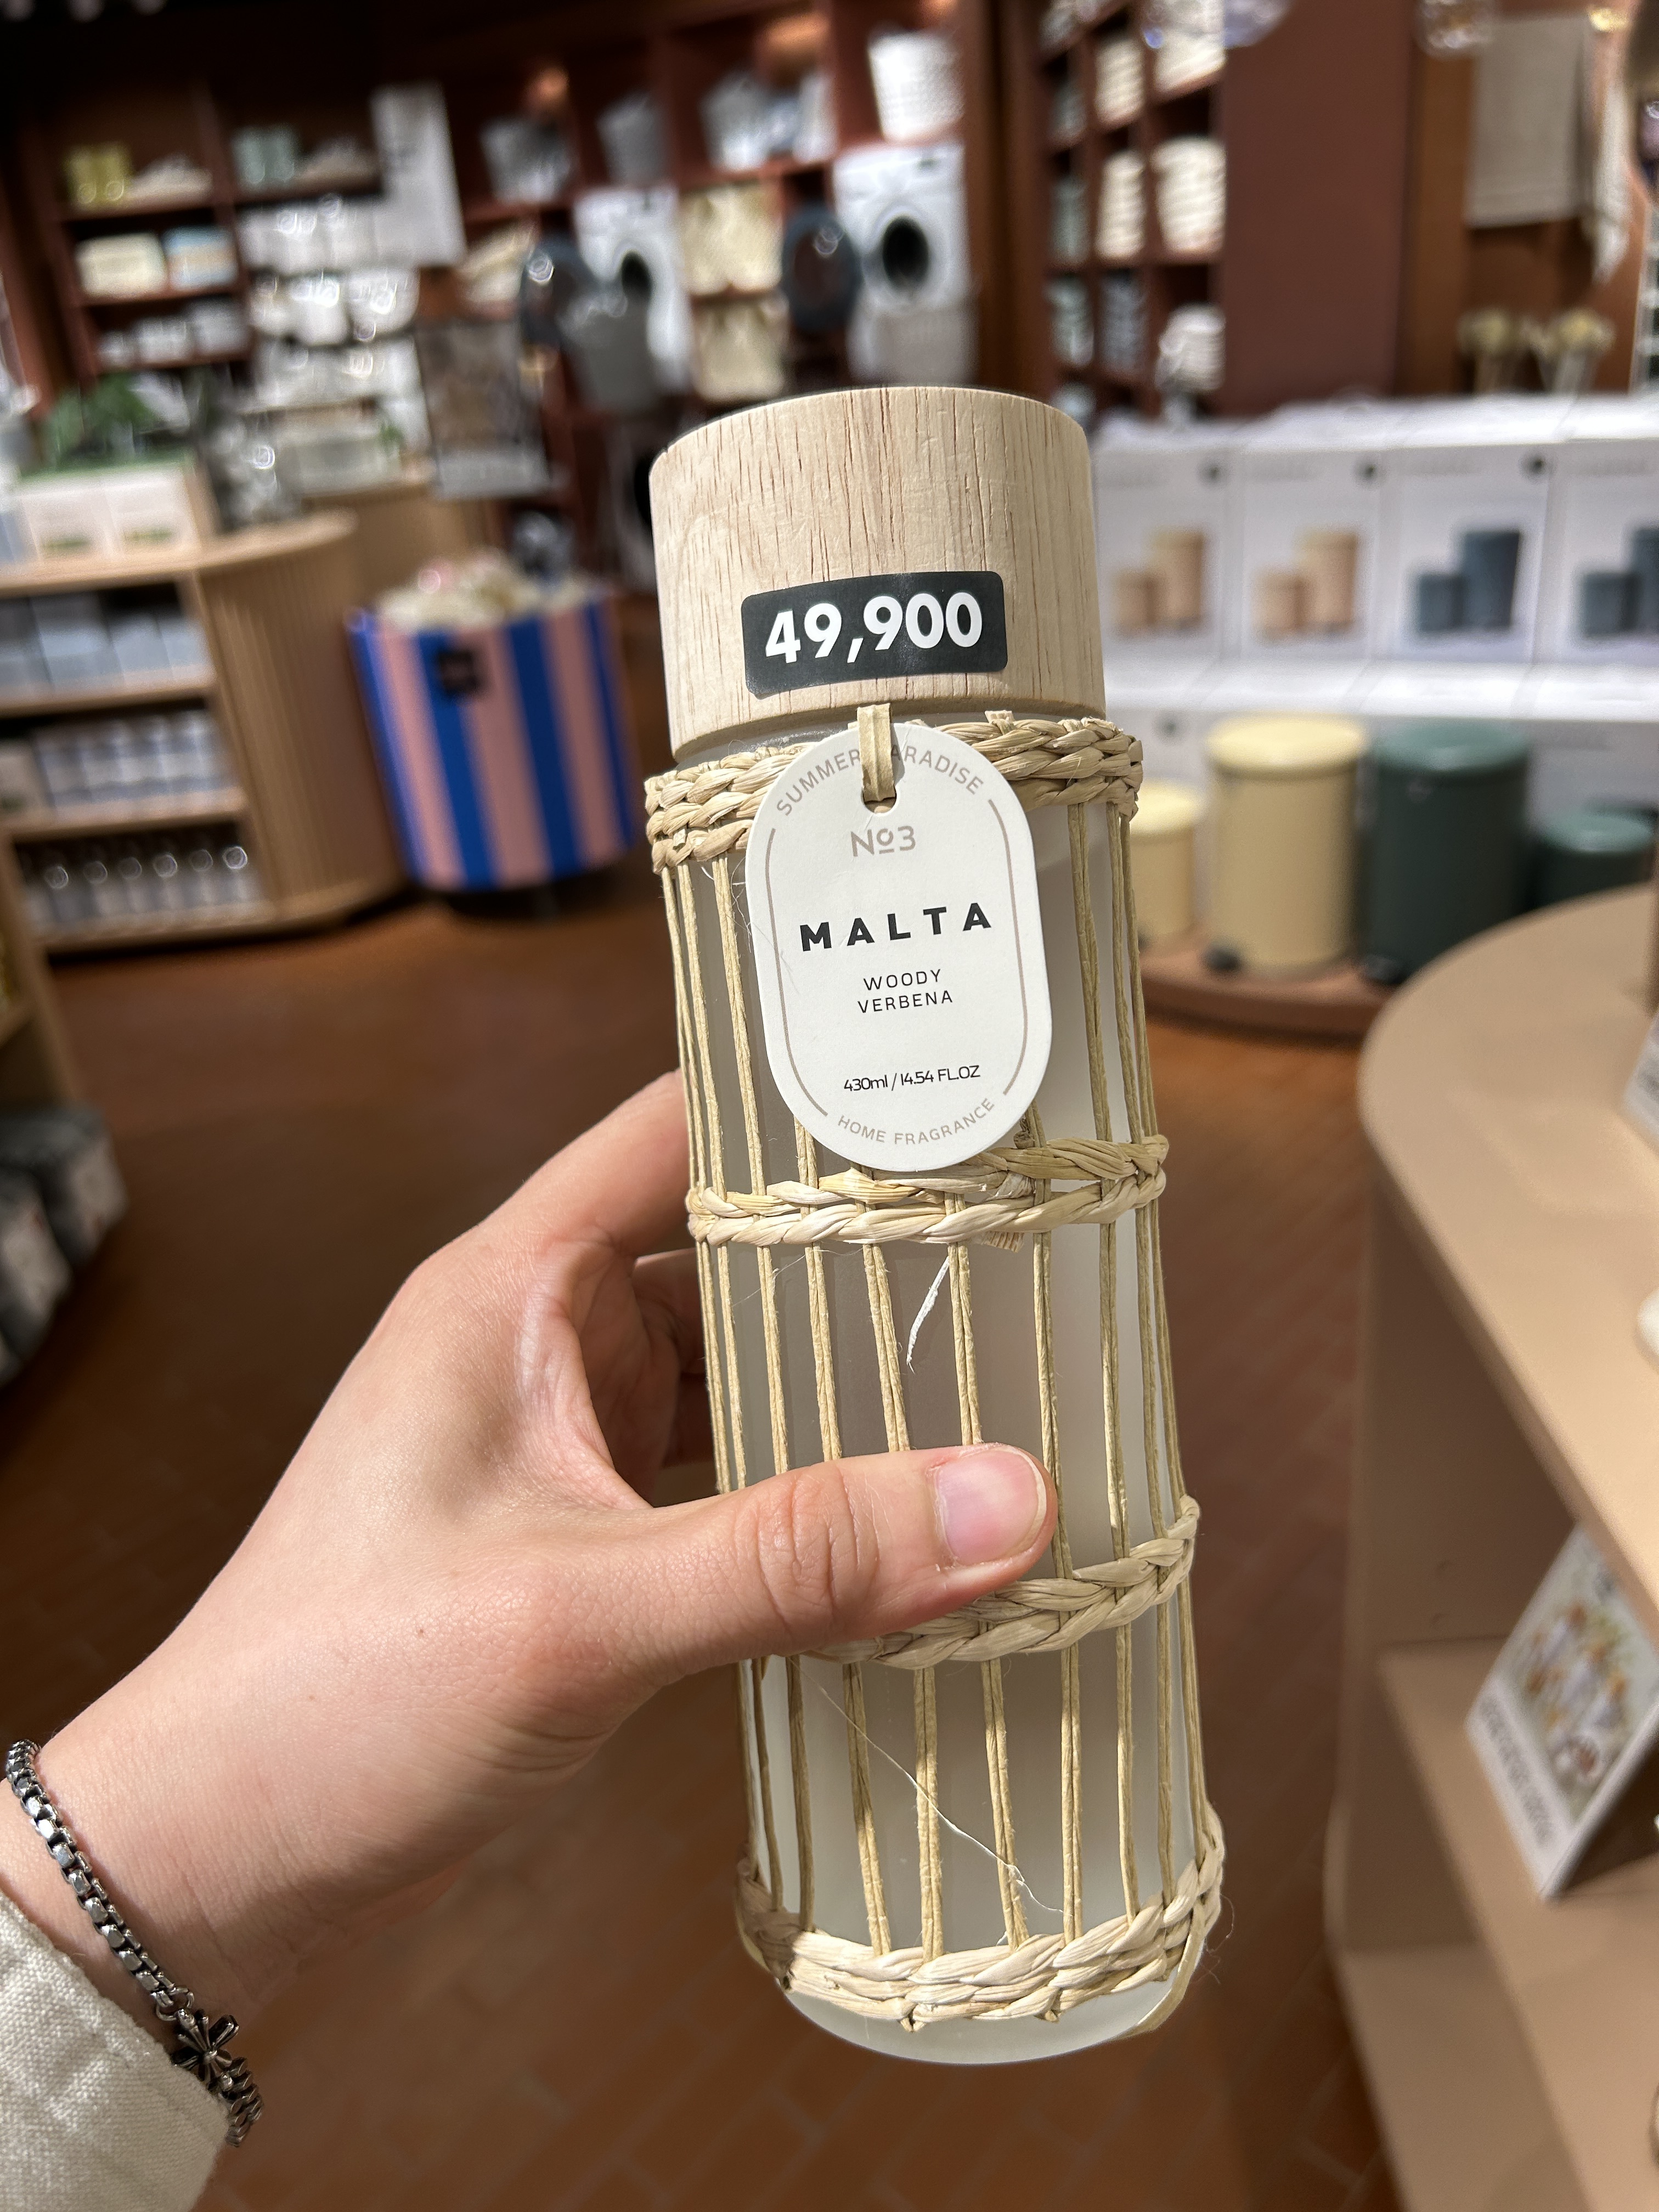 49,900
SUMMER PARADISE
№3
MALTA
WOODY
VERBENA
430ml / 14.54 FL.OZ
HOME FRAGRANCE